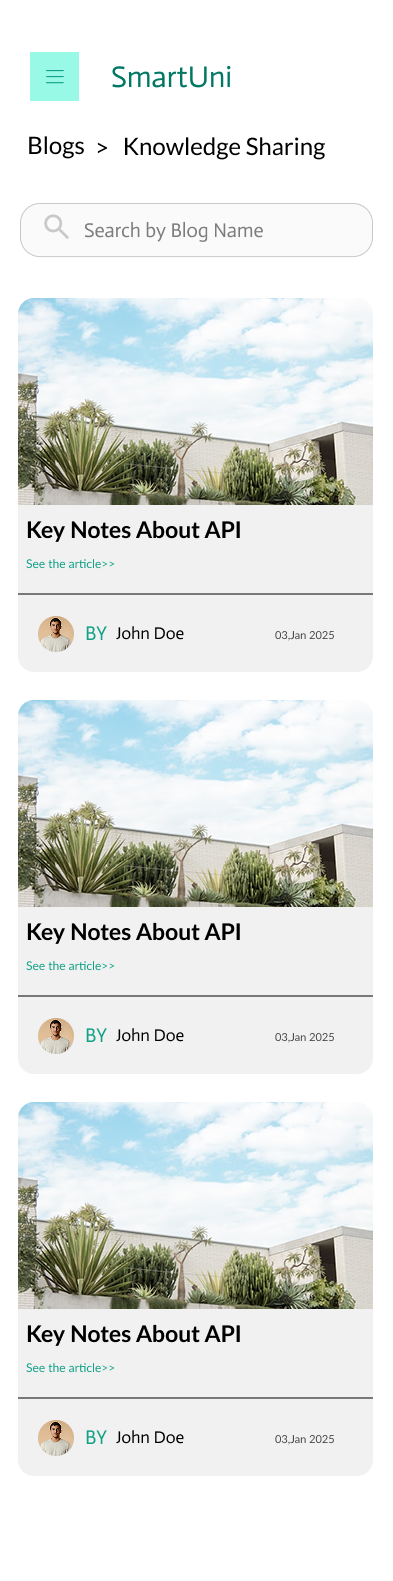 SmartUni
Blogs > Knowledge Sharing
Search by Blog Name
Key Notes About API
See the article>>
BY John Doe 03,Jan 2025
Key Notes About API
See the article>>
BY John Doe 03,Jan 2025
Key Notes About API
See the article>>
BY John Doe 03,Jan 2025